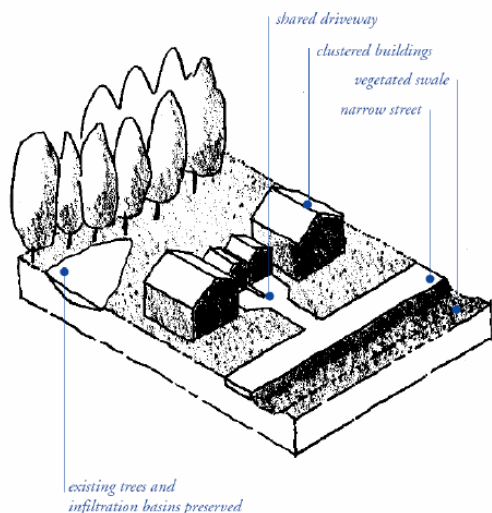 shared driveway
clustered buildings
vegetated swale
narrow street
existing trees and
infiltration basins preserved